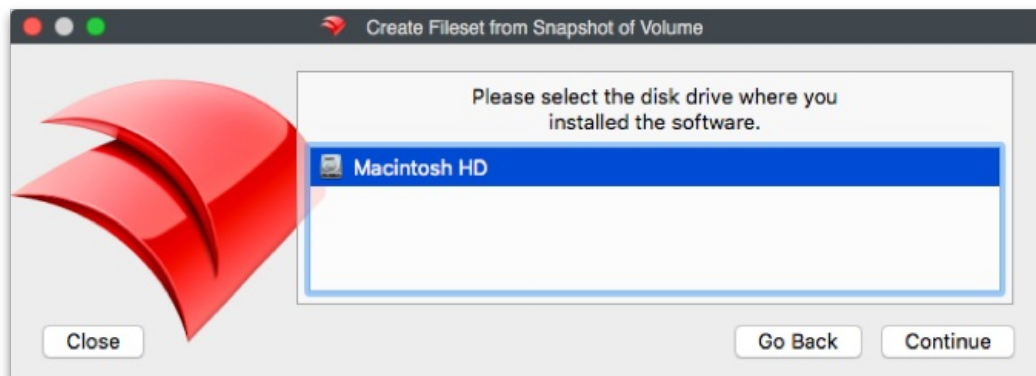 Create Fileset from Snapshot of Volume
Please select the disk drive where you
installed the software.
Macintosh HD
Close
Go Back
Continue